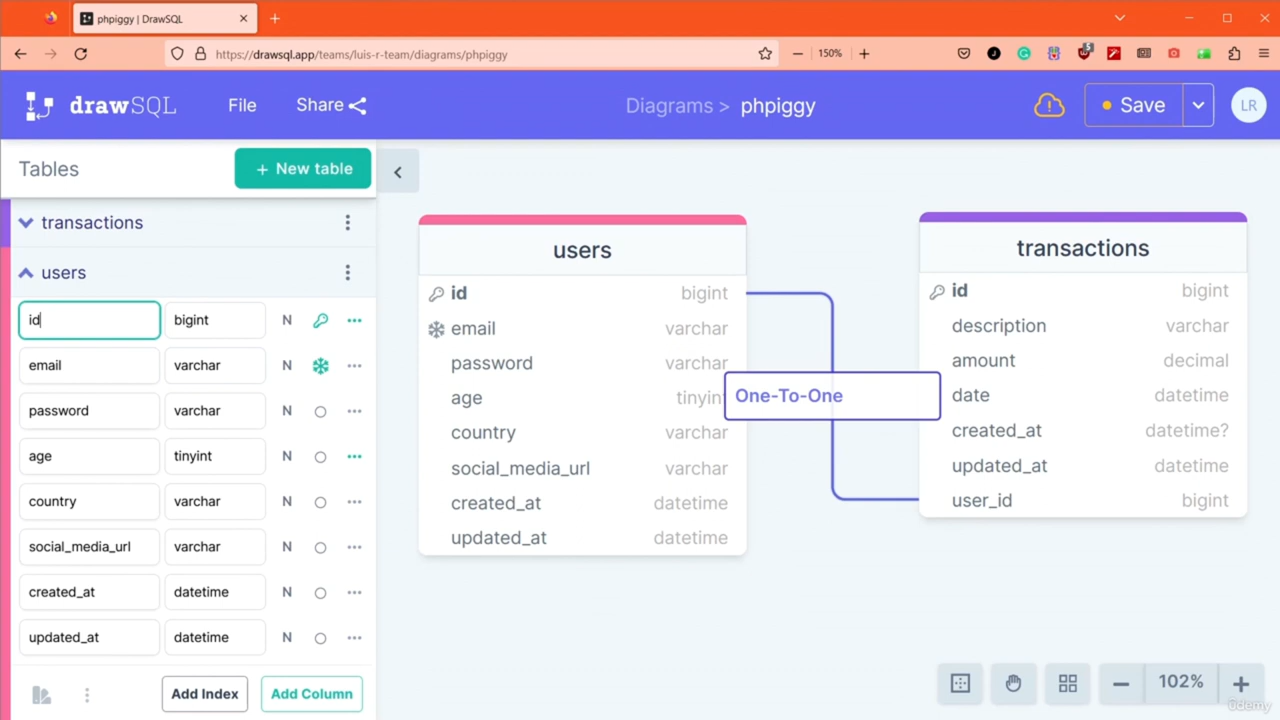 phpiggy | DrawSQL
https://drawsql.app/teams/luis-r-team/diagrams/phpiggy
150%
5
drawSQL
File
Share
Diagrams >
phpiggy
Save
LR
Tables
+ New table
transactions
users
id bigint N
email varchar N
password varchar N
age tinyint N
country varchar N
social_media_url varchar N
created_at datetime N
updated_at datetime N
Add Index
Add Column
users
id bigint
email varchar
password varchar
age tinyint
country varchar
social_media_url varchar
created_at datetime
updated_at datetime
One-To-One
transactions
id bigint
description varchar
amount decimal
date datetime
created_at datetime?
updated_at datetime
user_id bigint
102%
ûdemy